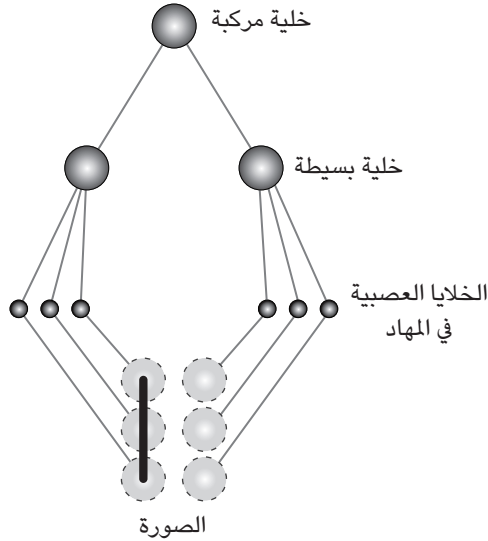 خلية مركبة
خلية بسيطة
الخلايا العصبية
في المهاد
الصورة